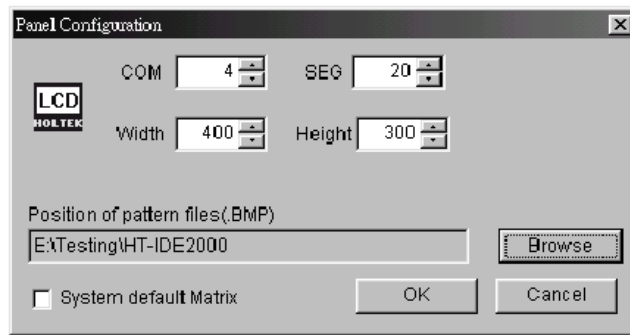 Panel Configuration
COM 4 SEG 20
LCD
HOLTEK
Width 400 Height 300
Position of pattern files(.BMP)
E:\Testing\HT-IDE2000 Browse
System default Matrix OK Cancel